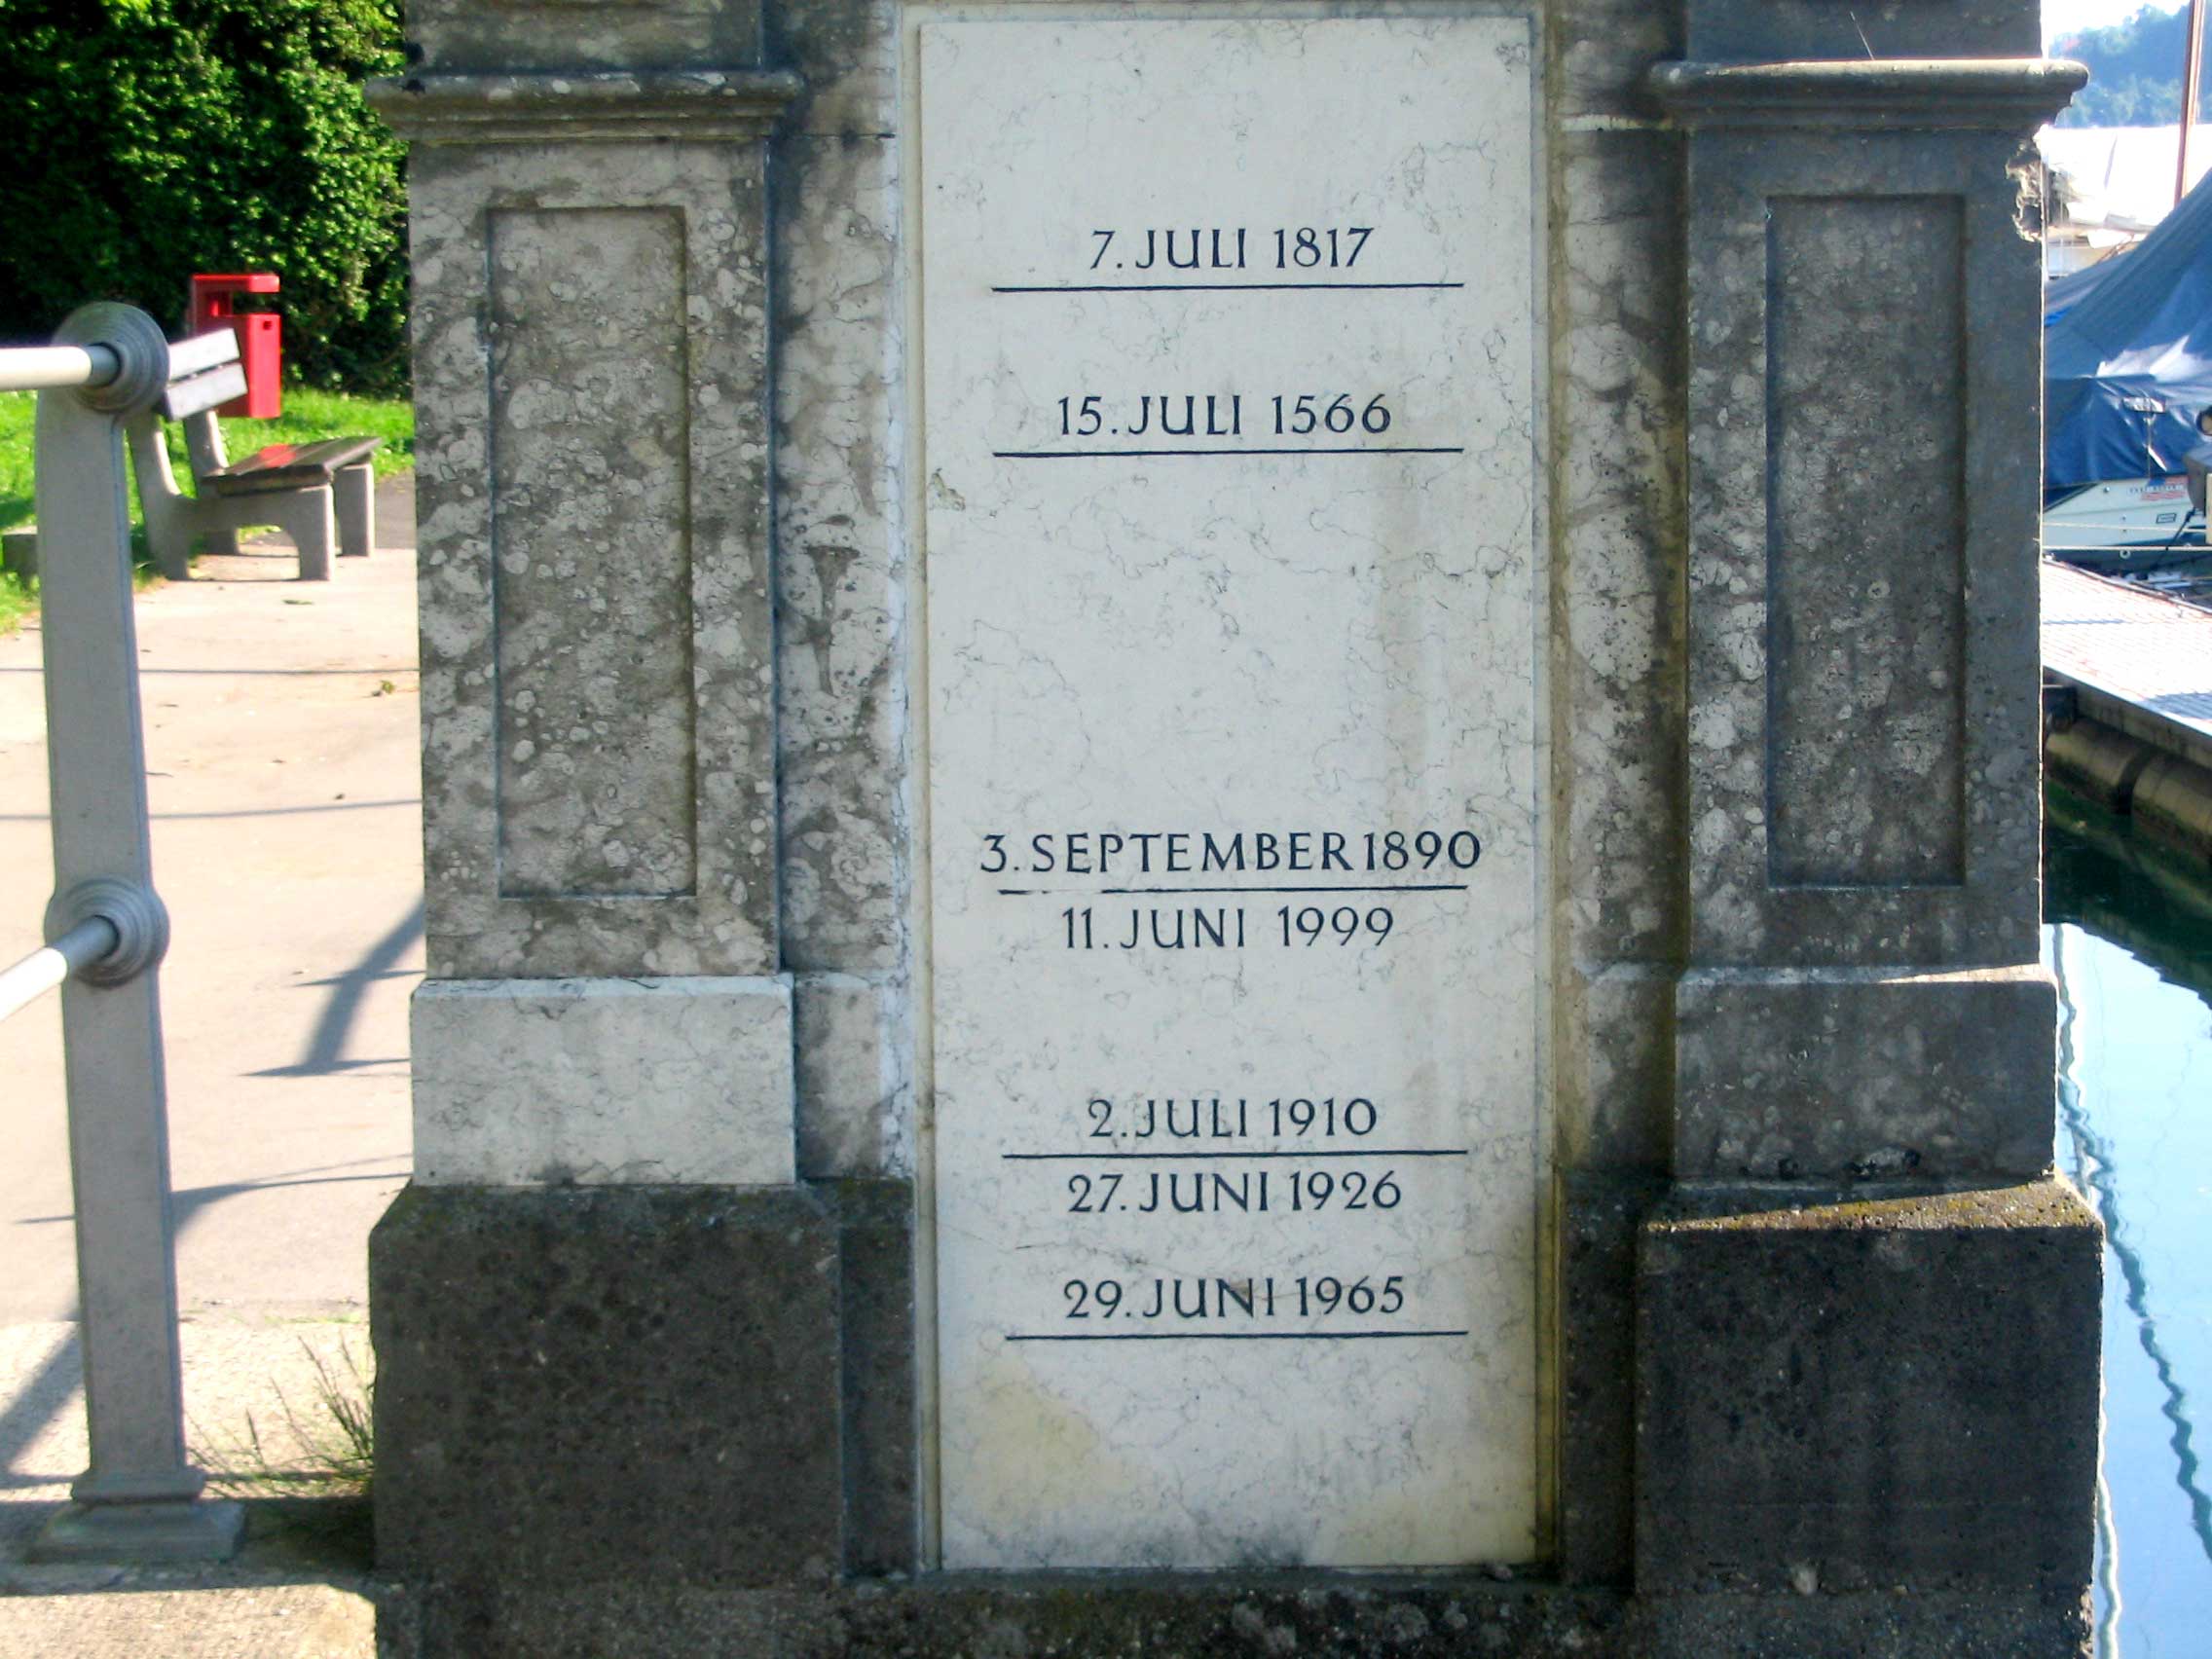 7. JULI 1817
15. JULI 1566
3. SEPTEMBER 1890
11. JUNI 1999
2. JULI 1910
27. JUNI 1926
29. JUNI 1965